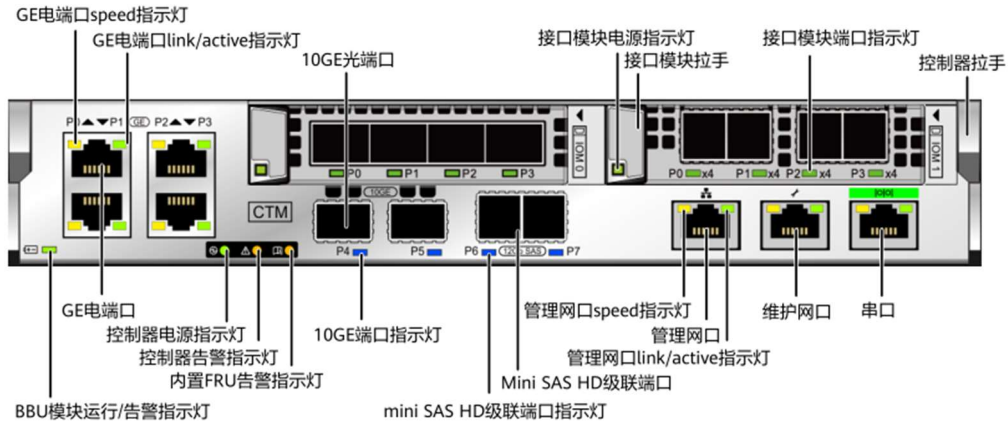 GE电端口speed指示灯
GE电端口link/active指示灯
10GE光端口
接口模块电源指示灯
接口模块拉手
接口模块端口指示灯
控制器拉手
P0 P1 GE P2 P3
IOM 0
IOM 1
P0 P1 P2 P3
P0 x4 P1 x4 P2 x4 P3 x4
10GE
CTM
|O|O|
P4 P5 P6 12Gb SAS P7
GE电端口
控制器电源指示灯
控制器告警指示灯
内置FRU告警指示灯
BBU模块运行/告警指示灯
10GE端口指示灯
mini SAS HD级联端口指示灯
Mini SAS HD级联端口
管理网口speed指示灯
管理网口
管理网口link/active指示灯
维护网口
串口